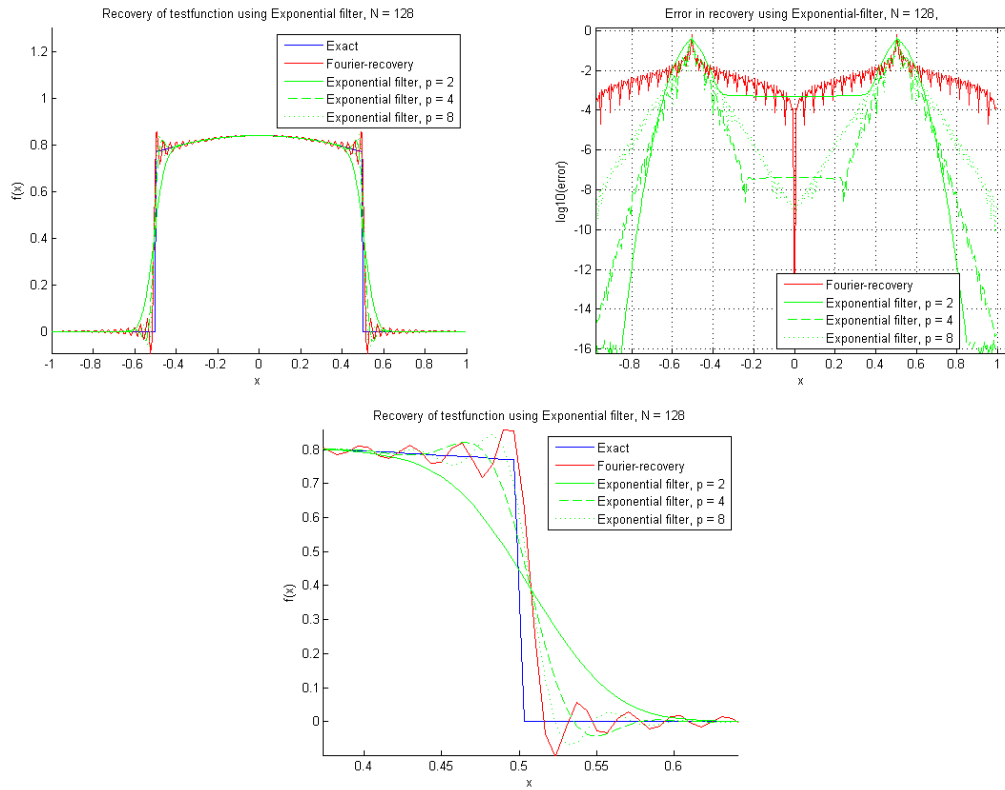 Recovery of testfunction using Exponential filter, N = 128
1.2
1
0.8
0.6
0.4
0.2
0
f(x)
-1 -0.8 -0.6 -0.4 -0.2 0 0.2 0.4 0.6 0.8 1
x
Exact
Fourier-recovery
Exponential filter, p = 2
Exponential filter, p = 4
Exponential filter, p = 8
Error in recovery using Exponential-filter, N = 128,
0
-2
-4
-6
-8
-10
-12
-14
-16
log10(error)
-0.8 -0.6 -0.4 -0.2 0 0.2 0.4 0.6 0.8 1
x
Fourier-recovery
Exponential filter, p = 2
Exponential filter, p = 4
Exponential filter, p = 8
Recovery of testfunction using Exponential filter, N = 128
0.8
0.7
0.6
0.5
0.4
0.3
0.2
0.1
0
f(x)
0.4 0.45 0.5 0.55 0.6
x
Exact
Fourier-recovery
Exponential filter, p = 2
Exponential filter, p = 4
Exponential filter, p = 8